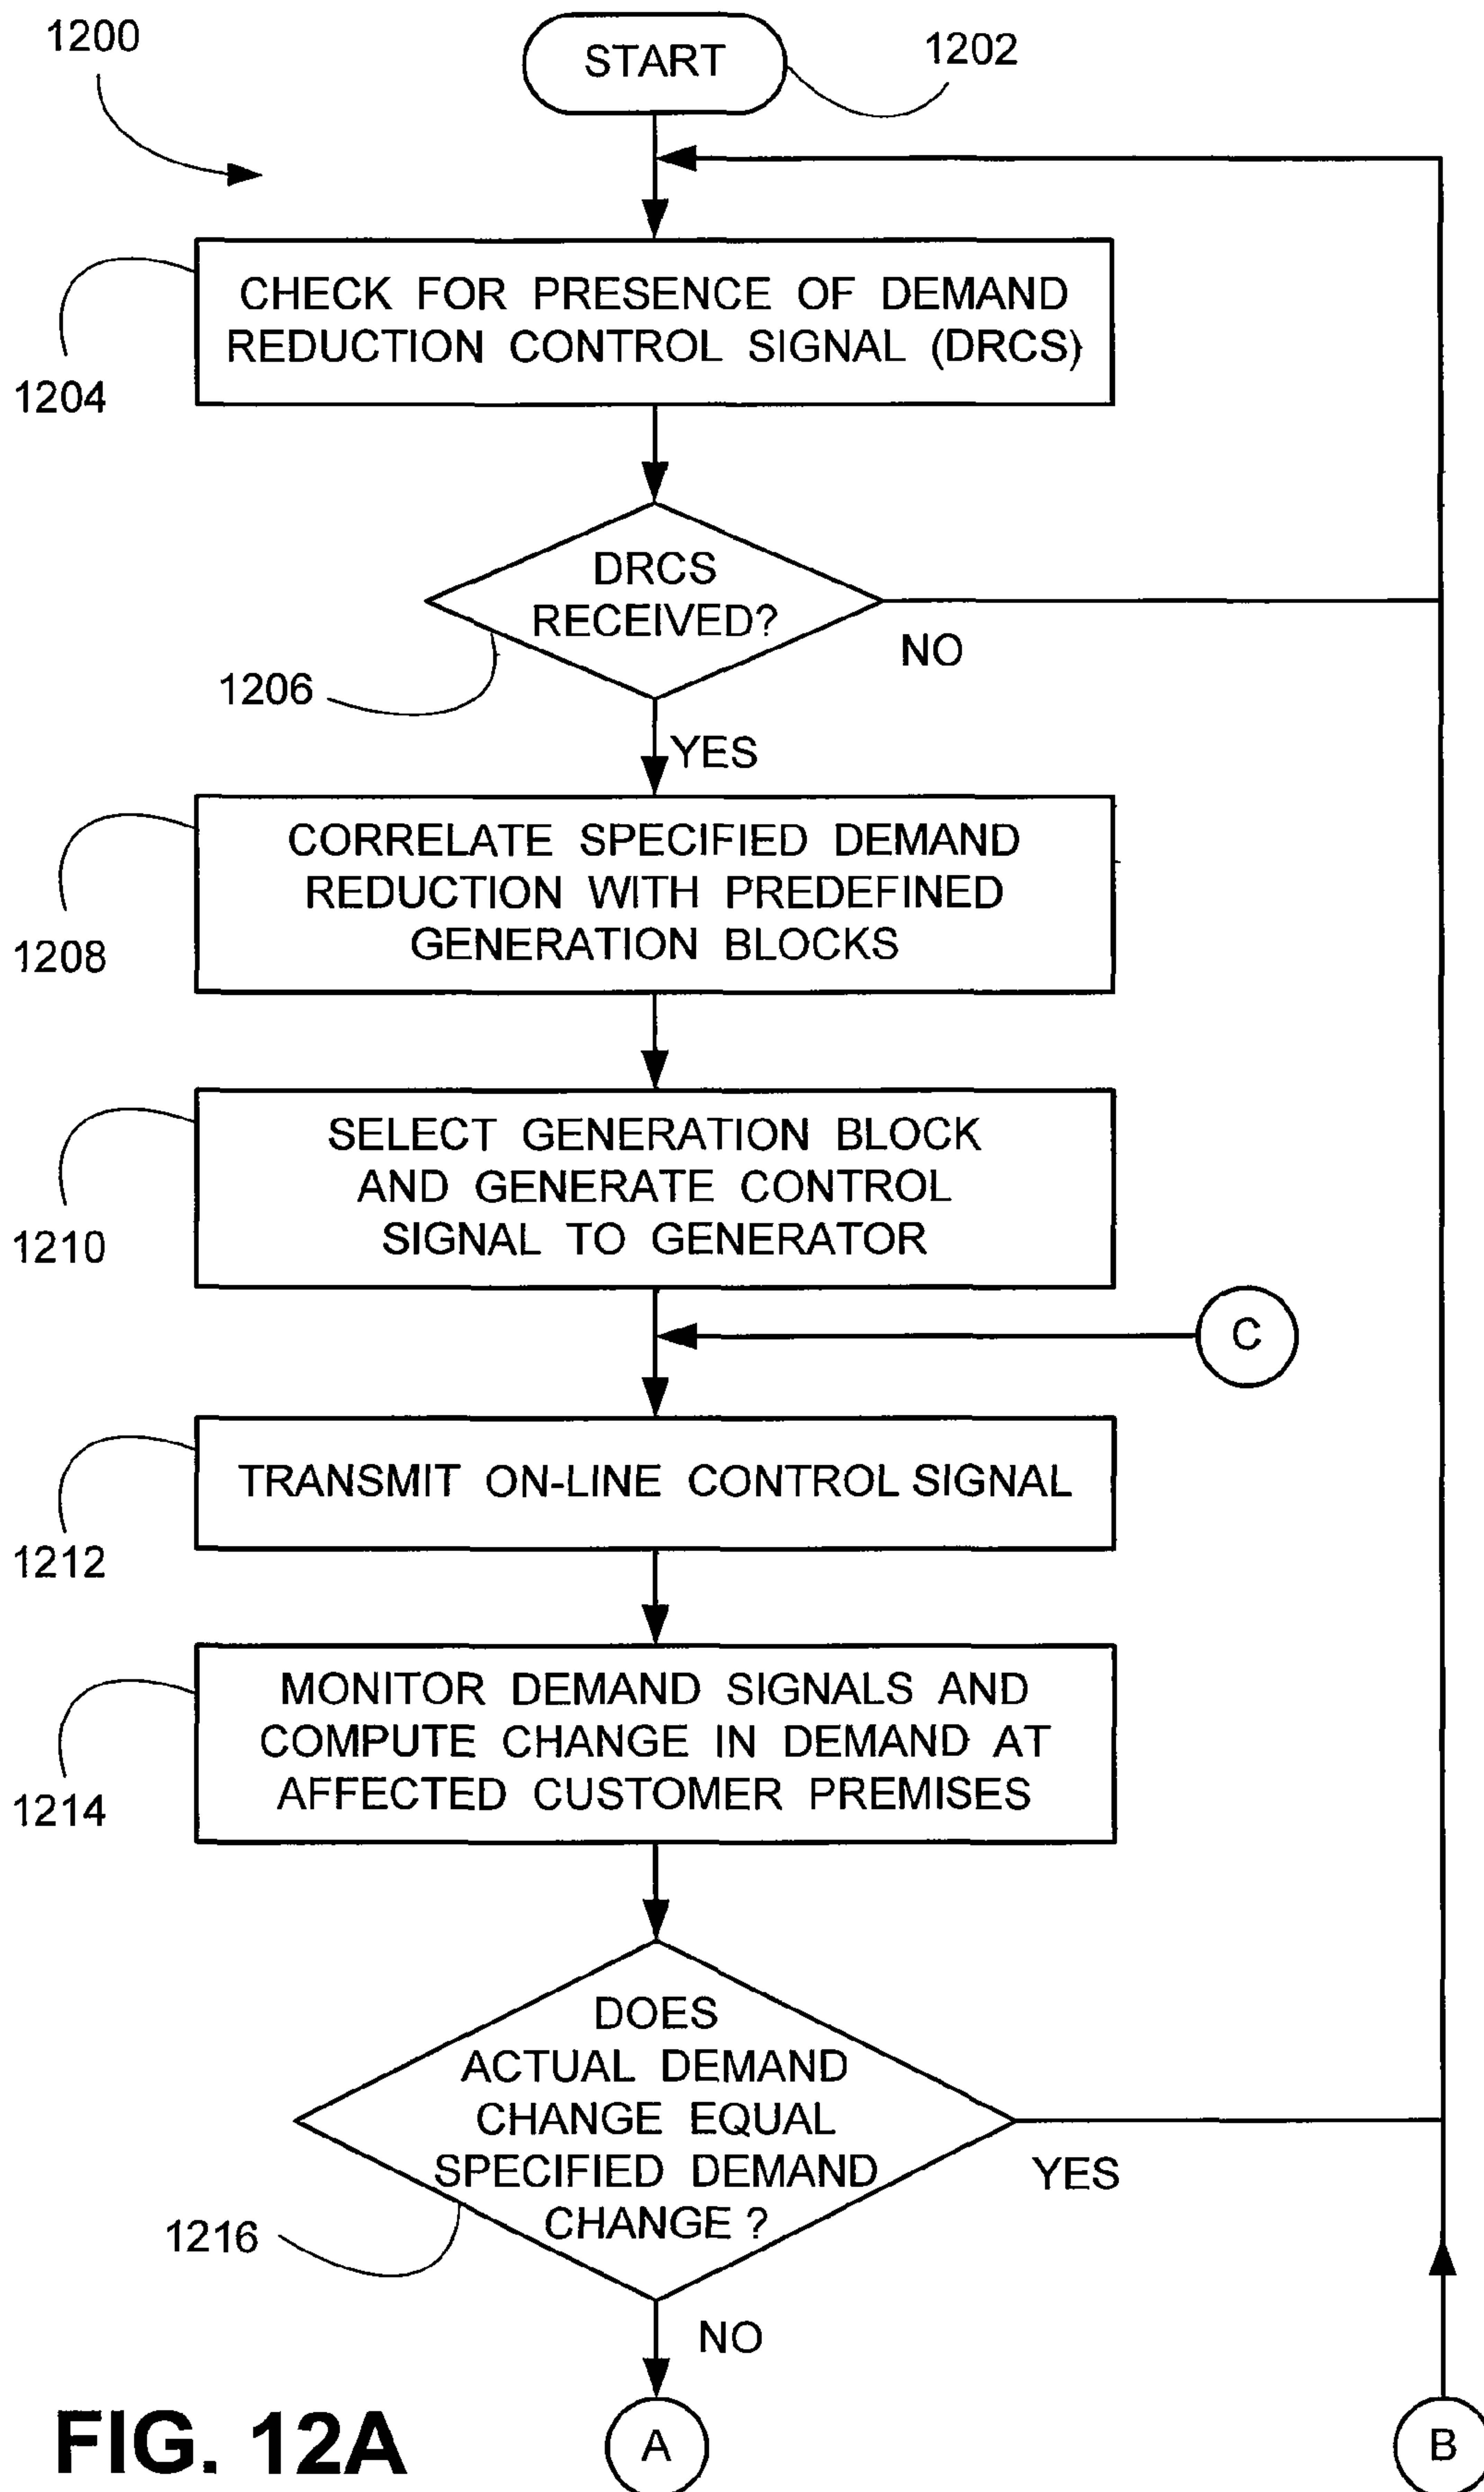 1200
START
1202
CHECK FOR PRESENCE OF DEMAND
REDUCTION CONTROL SIGNAL (DRCS)
1204
DRCS
RECEIVED?
NO
1206
YES
CORRELATE SPECIFIED DEMAND
REDUCTION WITH PREDEFINED
GENERATION BLOCKS
1208
SELECT GENERATION BLOCK
AND GENERATE CONTROL
SIGNAL TO GENERATOR
1210
C
TRANSMIT ON-LINE CONTROL SIGNAL
1212
MONITOR DEMAND SIGNALS AND
COMPUTE CHANGE IN DEMAND AT
AFFECTED CUSTOMER PREMISES
1214
DOES
ACTUAL DEMAND
CHANGE EQUAL
SPECIFIED DEMAND
CHANGE ?
YES
1216
NO
FIG. 12A
A
B